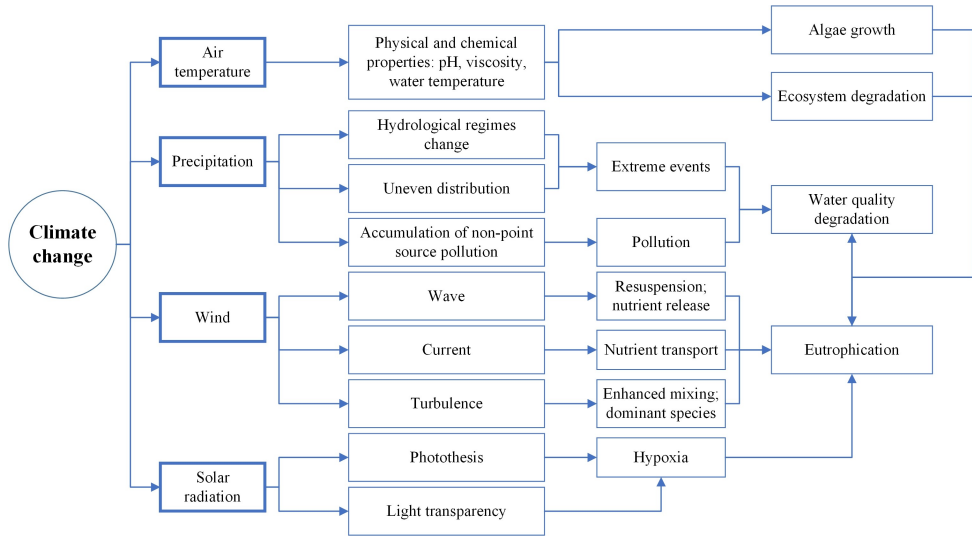 Climate
change
Air
temperature
Physical and chemical
properties: pH, viscosity,
water temperature
Algae growth
Ecosystem degradation
Precipitation
Hydrological regimes
change
Uneven distribution
Accumulation of non-point
source pollution
Extreme events
Pollution
Water quality
degradation
Wind
Wave
Current
Turbulence
Resuspension;
nutrient release
Nutrient transport
Enhanced mixing;
dominant species
Eutrophication
Solar
radiation
Photothesis
Light transparency
Hypoxia